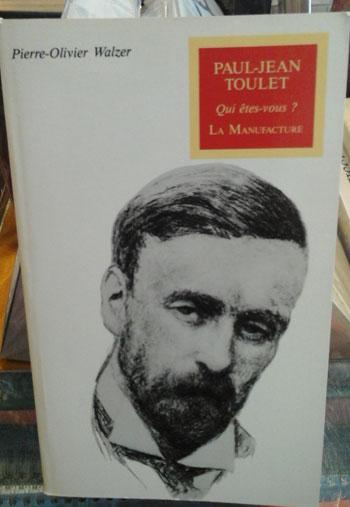 Pierre-Olivier Walzer
PAUL-JEAN
TOULET
Qui êtes-vous ?
LA MANUFACTURE